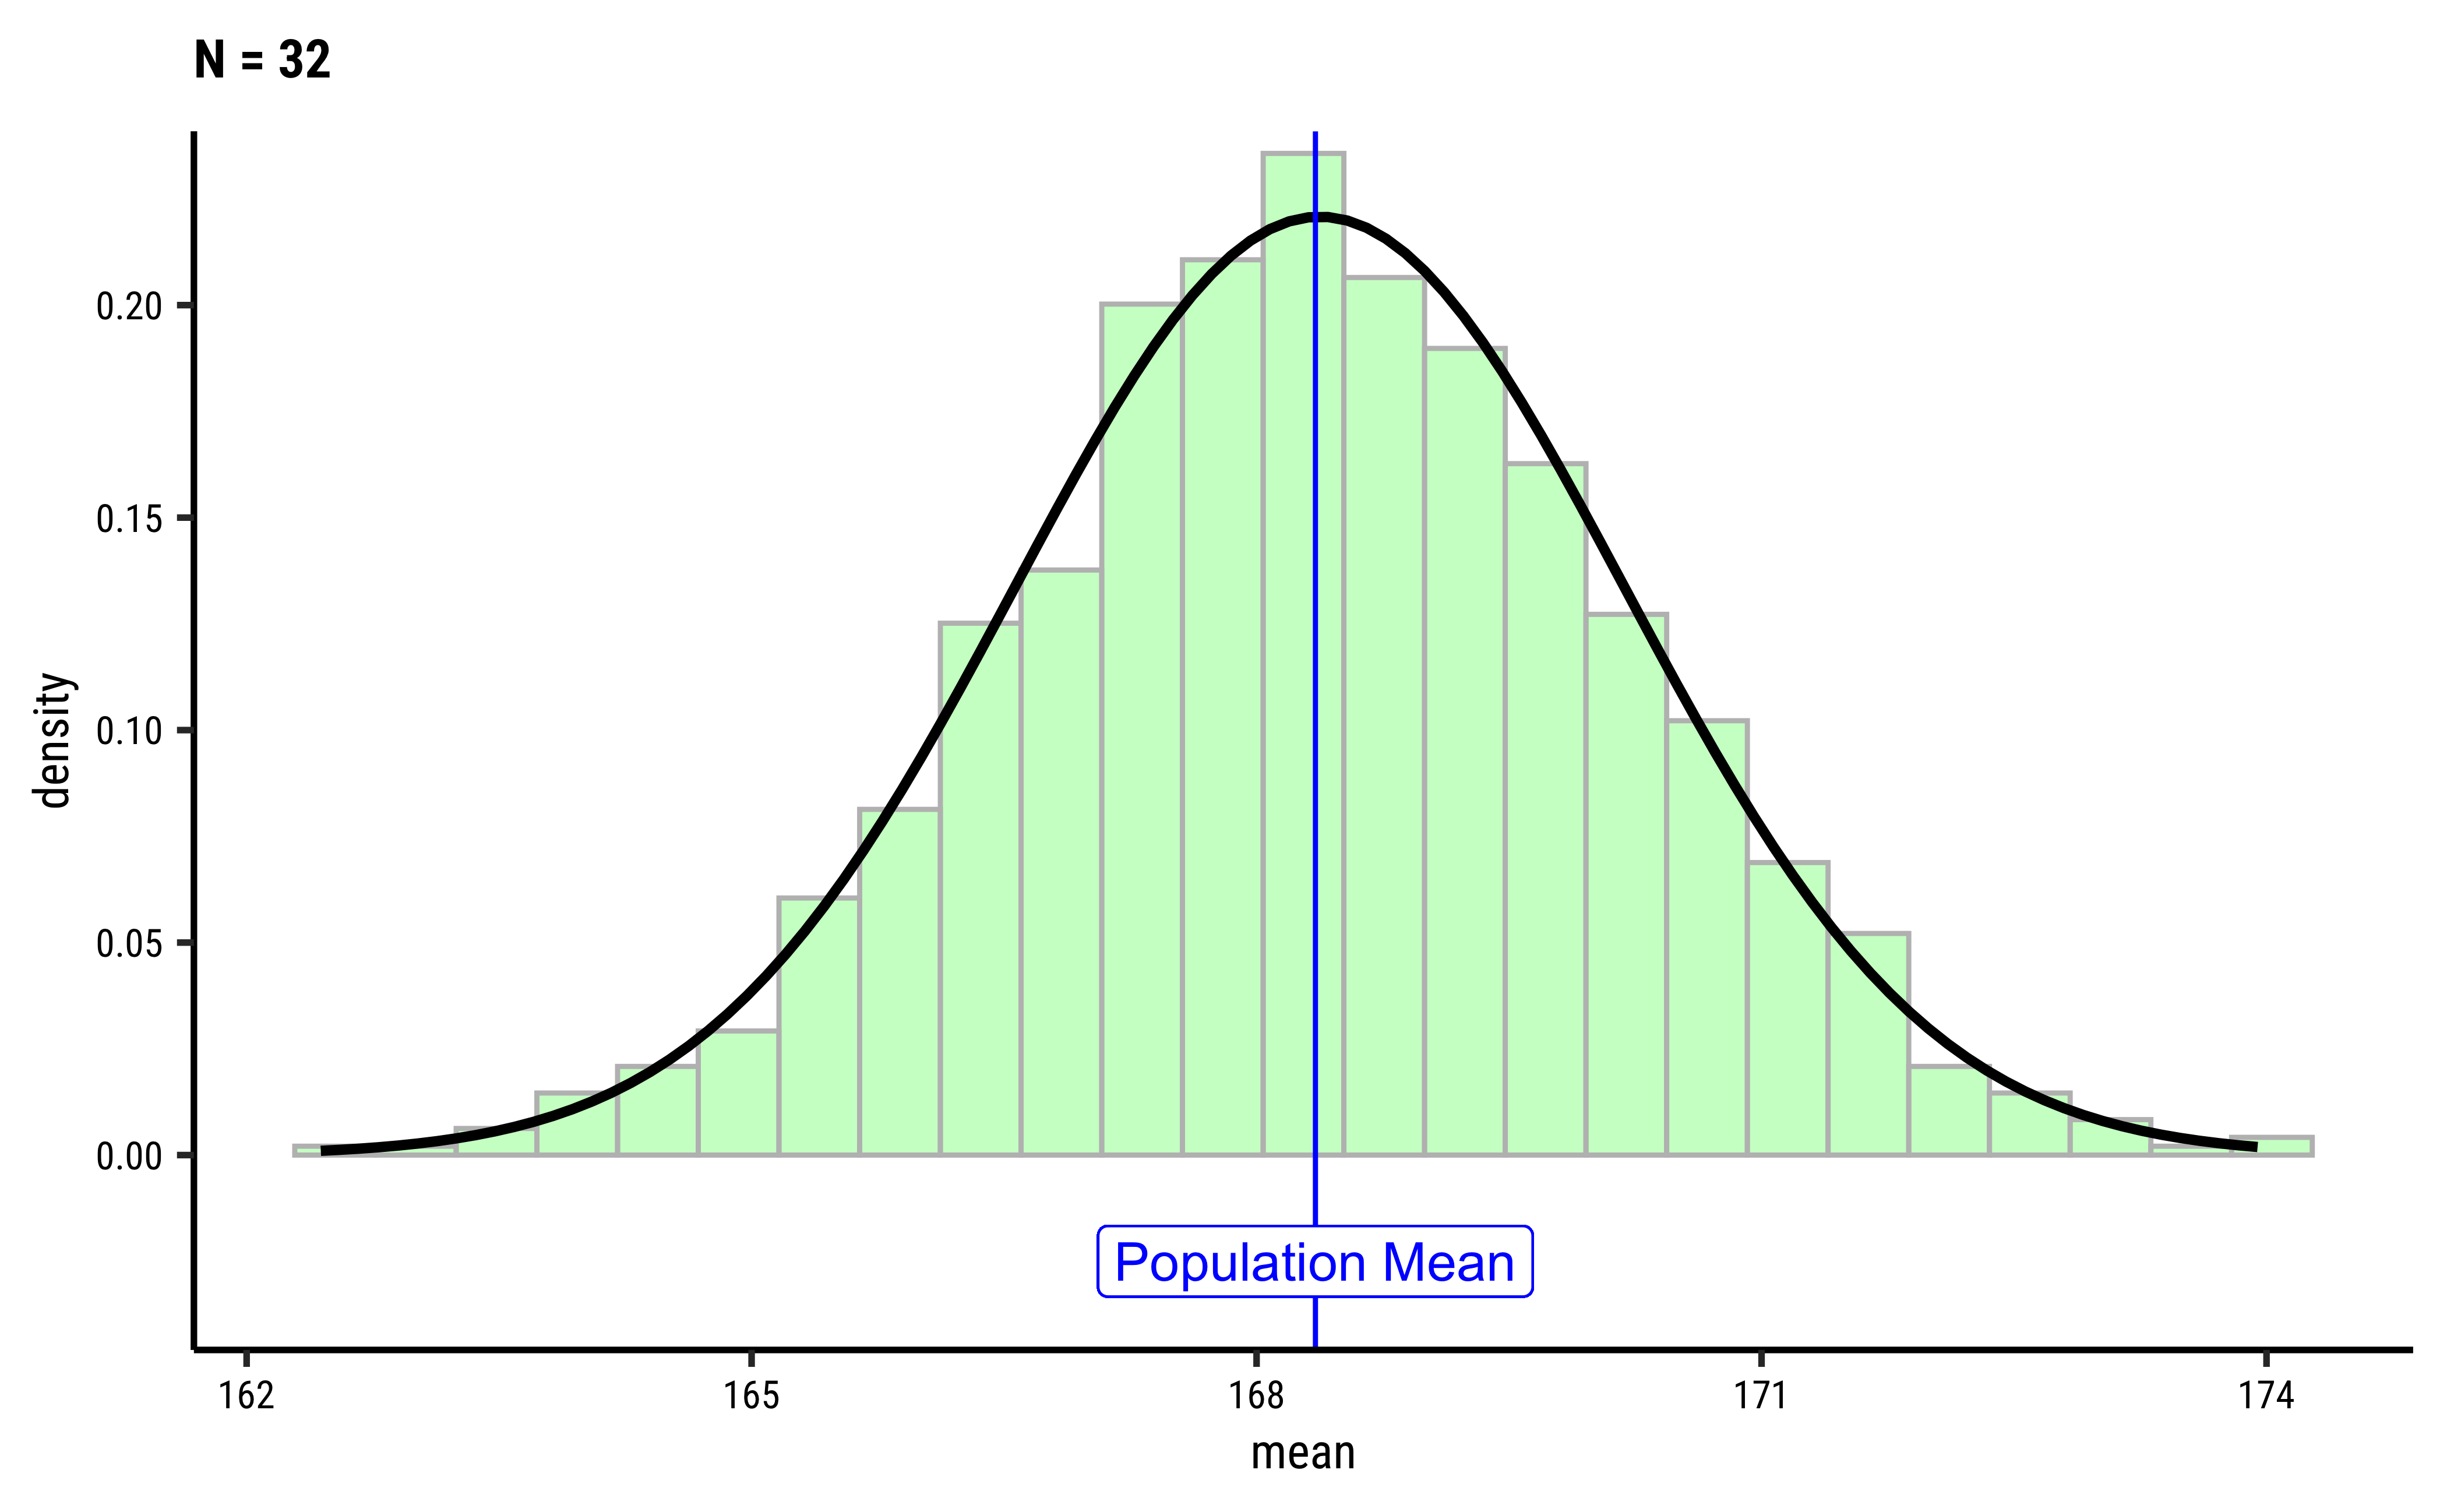 N = 32
density
0.20
0.15
0.10
0.05
0.00
Population Mean
162 165 168 171 174
mean